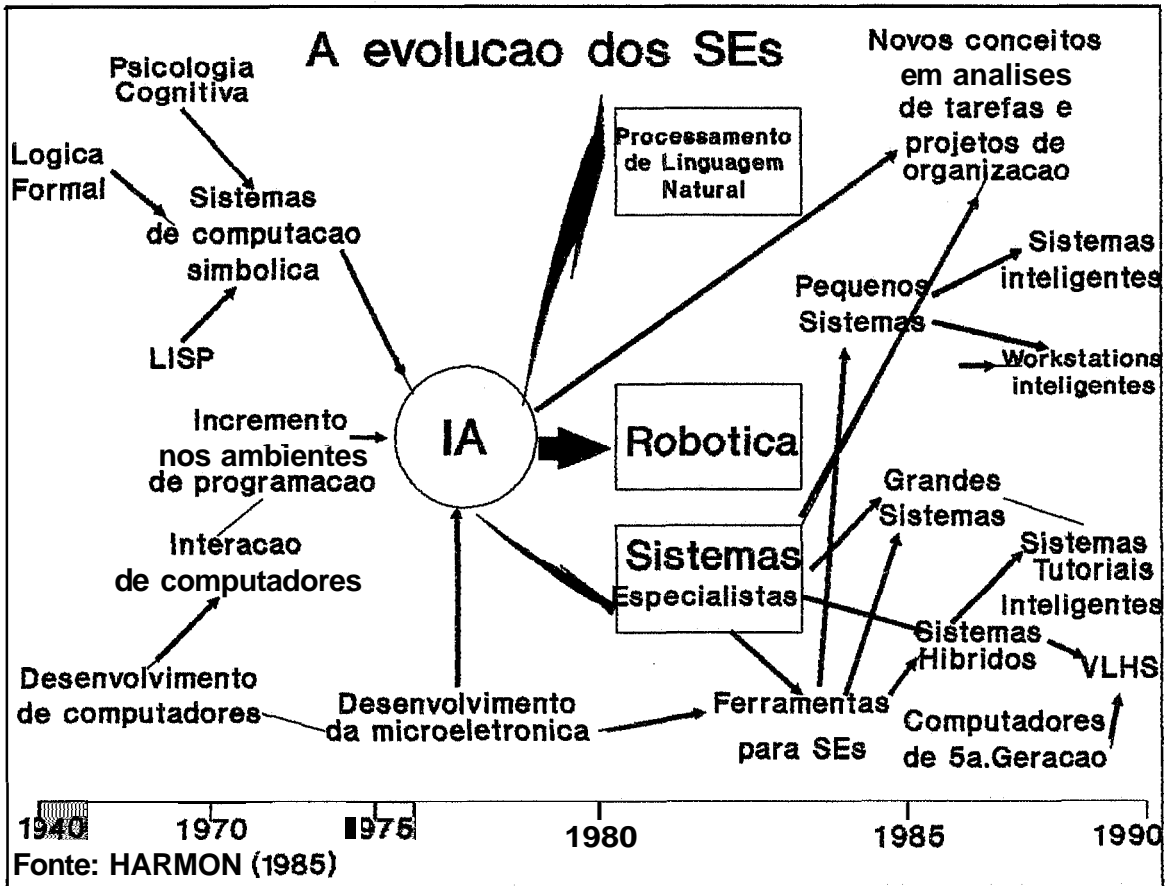 A evolucao dos SEs
Psicologia
Cognitiva
Logica
Formal
Sistemas
de computacao
simbolica
LISP
Incremento
nos ambientes
de programacao
Interacao
de computadores
Desenvolvimento
de computadores
Desenvolvimento
da microeletronica
IA
Processamento
de Linguagem
Natural
Robotica
Sistemas
Especialistas
Ferramentas
para SEs
Novos conceitos
em analises
de tarefas e
projetos de
organizacao
Pequenos
Sistemas
Sistemas
inteligentes
Workstations
inteligentes
Grandes
Sistemas
Sistemas
Tutoriais
Inteligentes
Sistemas
Hibridos
VLHS
Computadores
de 5a.Geracao
1940 1970 1975 1980 1985 1990
Fonte: HARMON (1985)